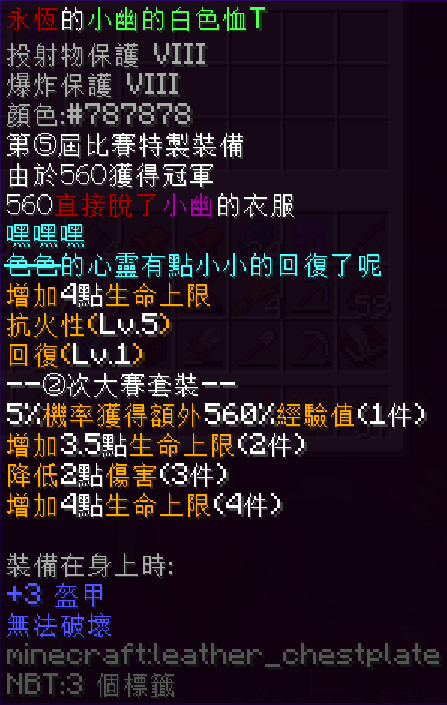 永恆的小幽的白色恤T
投射物保護 VIII
爆炸保護 VIII
顏色:#787878
第⑤屆比賽特製裝備
由於560獲得冠軍
560直接脫了小幽的衣服
嘿嘿嘿
色色的心靈有點小小的回復了呢
增加4點生命上限
抗火性(Lv.5)
回復(Lv.1)
--②次大賽套裝--
5%機率獲得額外560%經驗值(1件)
增加3.5點生命上限(2件)
降低2點傷害(3件)
增加4點生命上限(4件)
裝備在身上時:
+3 盔甲
無法破壞
minecraft:leather_chestplate
NBT:3 個標籤